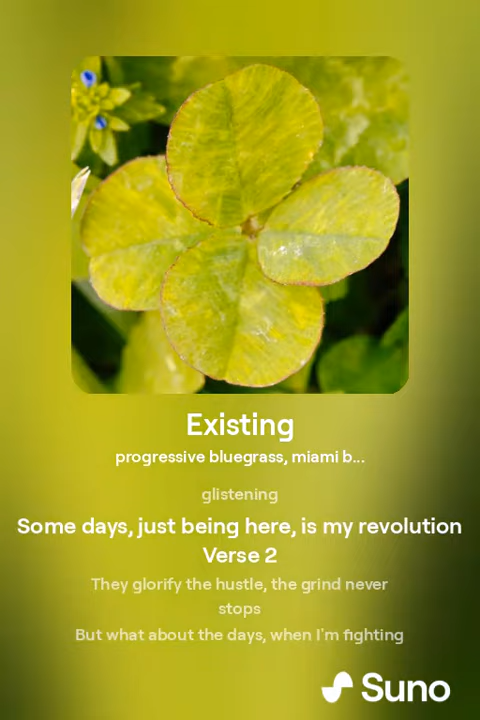 Existing
progressive bluegrass, miami b...
glistening
Some days, just being here, is my revolution
Verse 2
They glorify the hustle, the grind never
stops
But what about the days, when I'm fighting
Suno